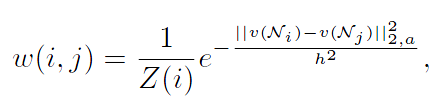 $w(i,j) = \frac{1}{Z(i)} e^{-\frac{||v(\mathcal{N}_i)-v(\mathcal{N}_j)||_{2,a}^{2}}{h^2}},$